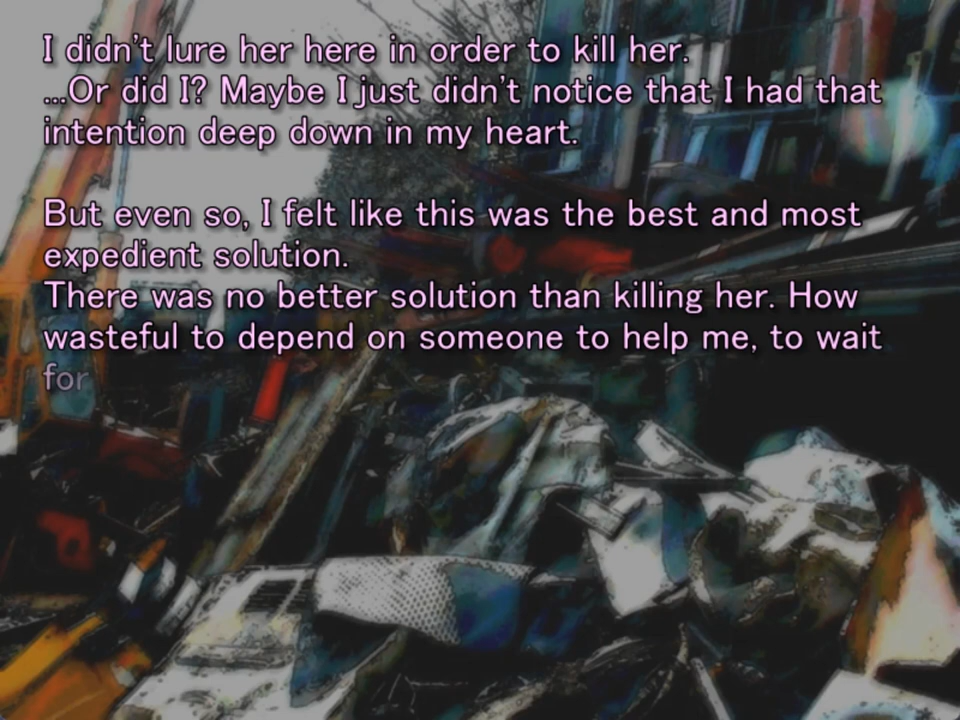 I didn't lure her here in order to kill her.
...Or did I? Maybe I just didn't notice that I had that
intention deep down in my heart.
But even so, I felt like this was the best and most
expedient solution.
There was no better solution than killing her. How
wasteful to depend on someone to help me, to wait
for